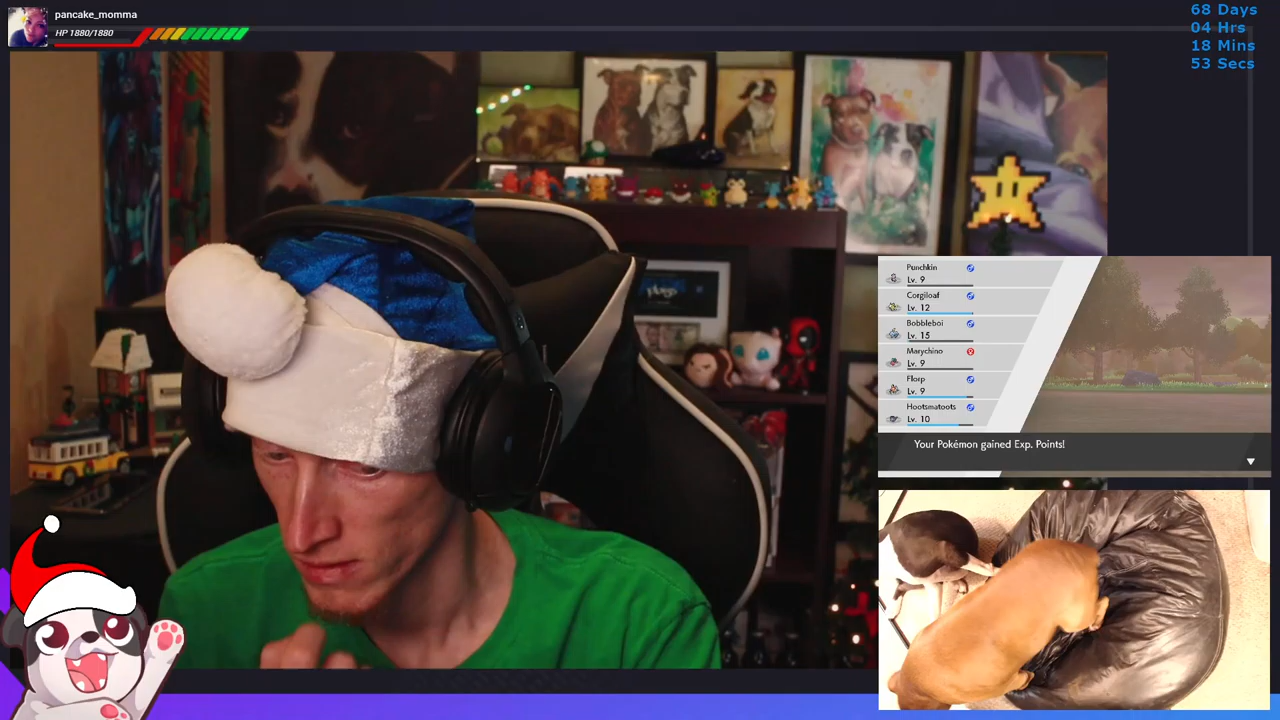 pancake_momma
HP 1880/1880
68 Days
04 Hrs
18 Mins
53 Secs
Punchkin
Lv. 9
Corgiloaf
Lv. 12
Bobbleboi
Lv. 15
Marychino
Lv. 9
Florp
Lv. 9
Hootsmatoots
Lv. 10
Your Pokémon gained Exp. Points!